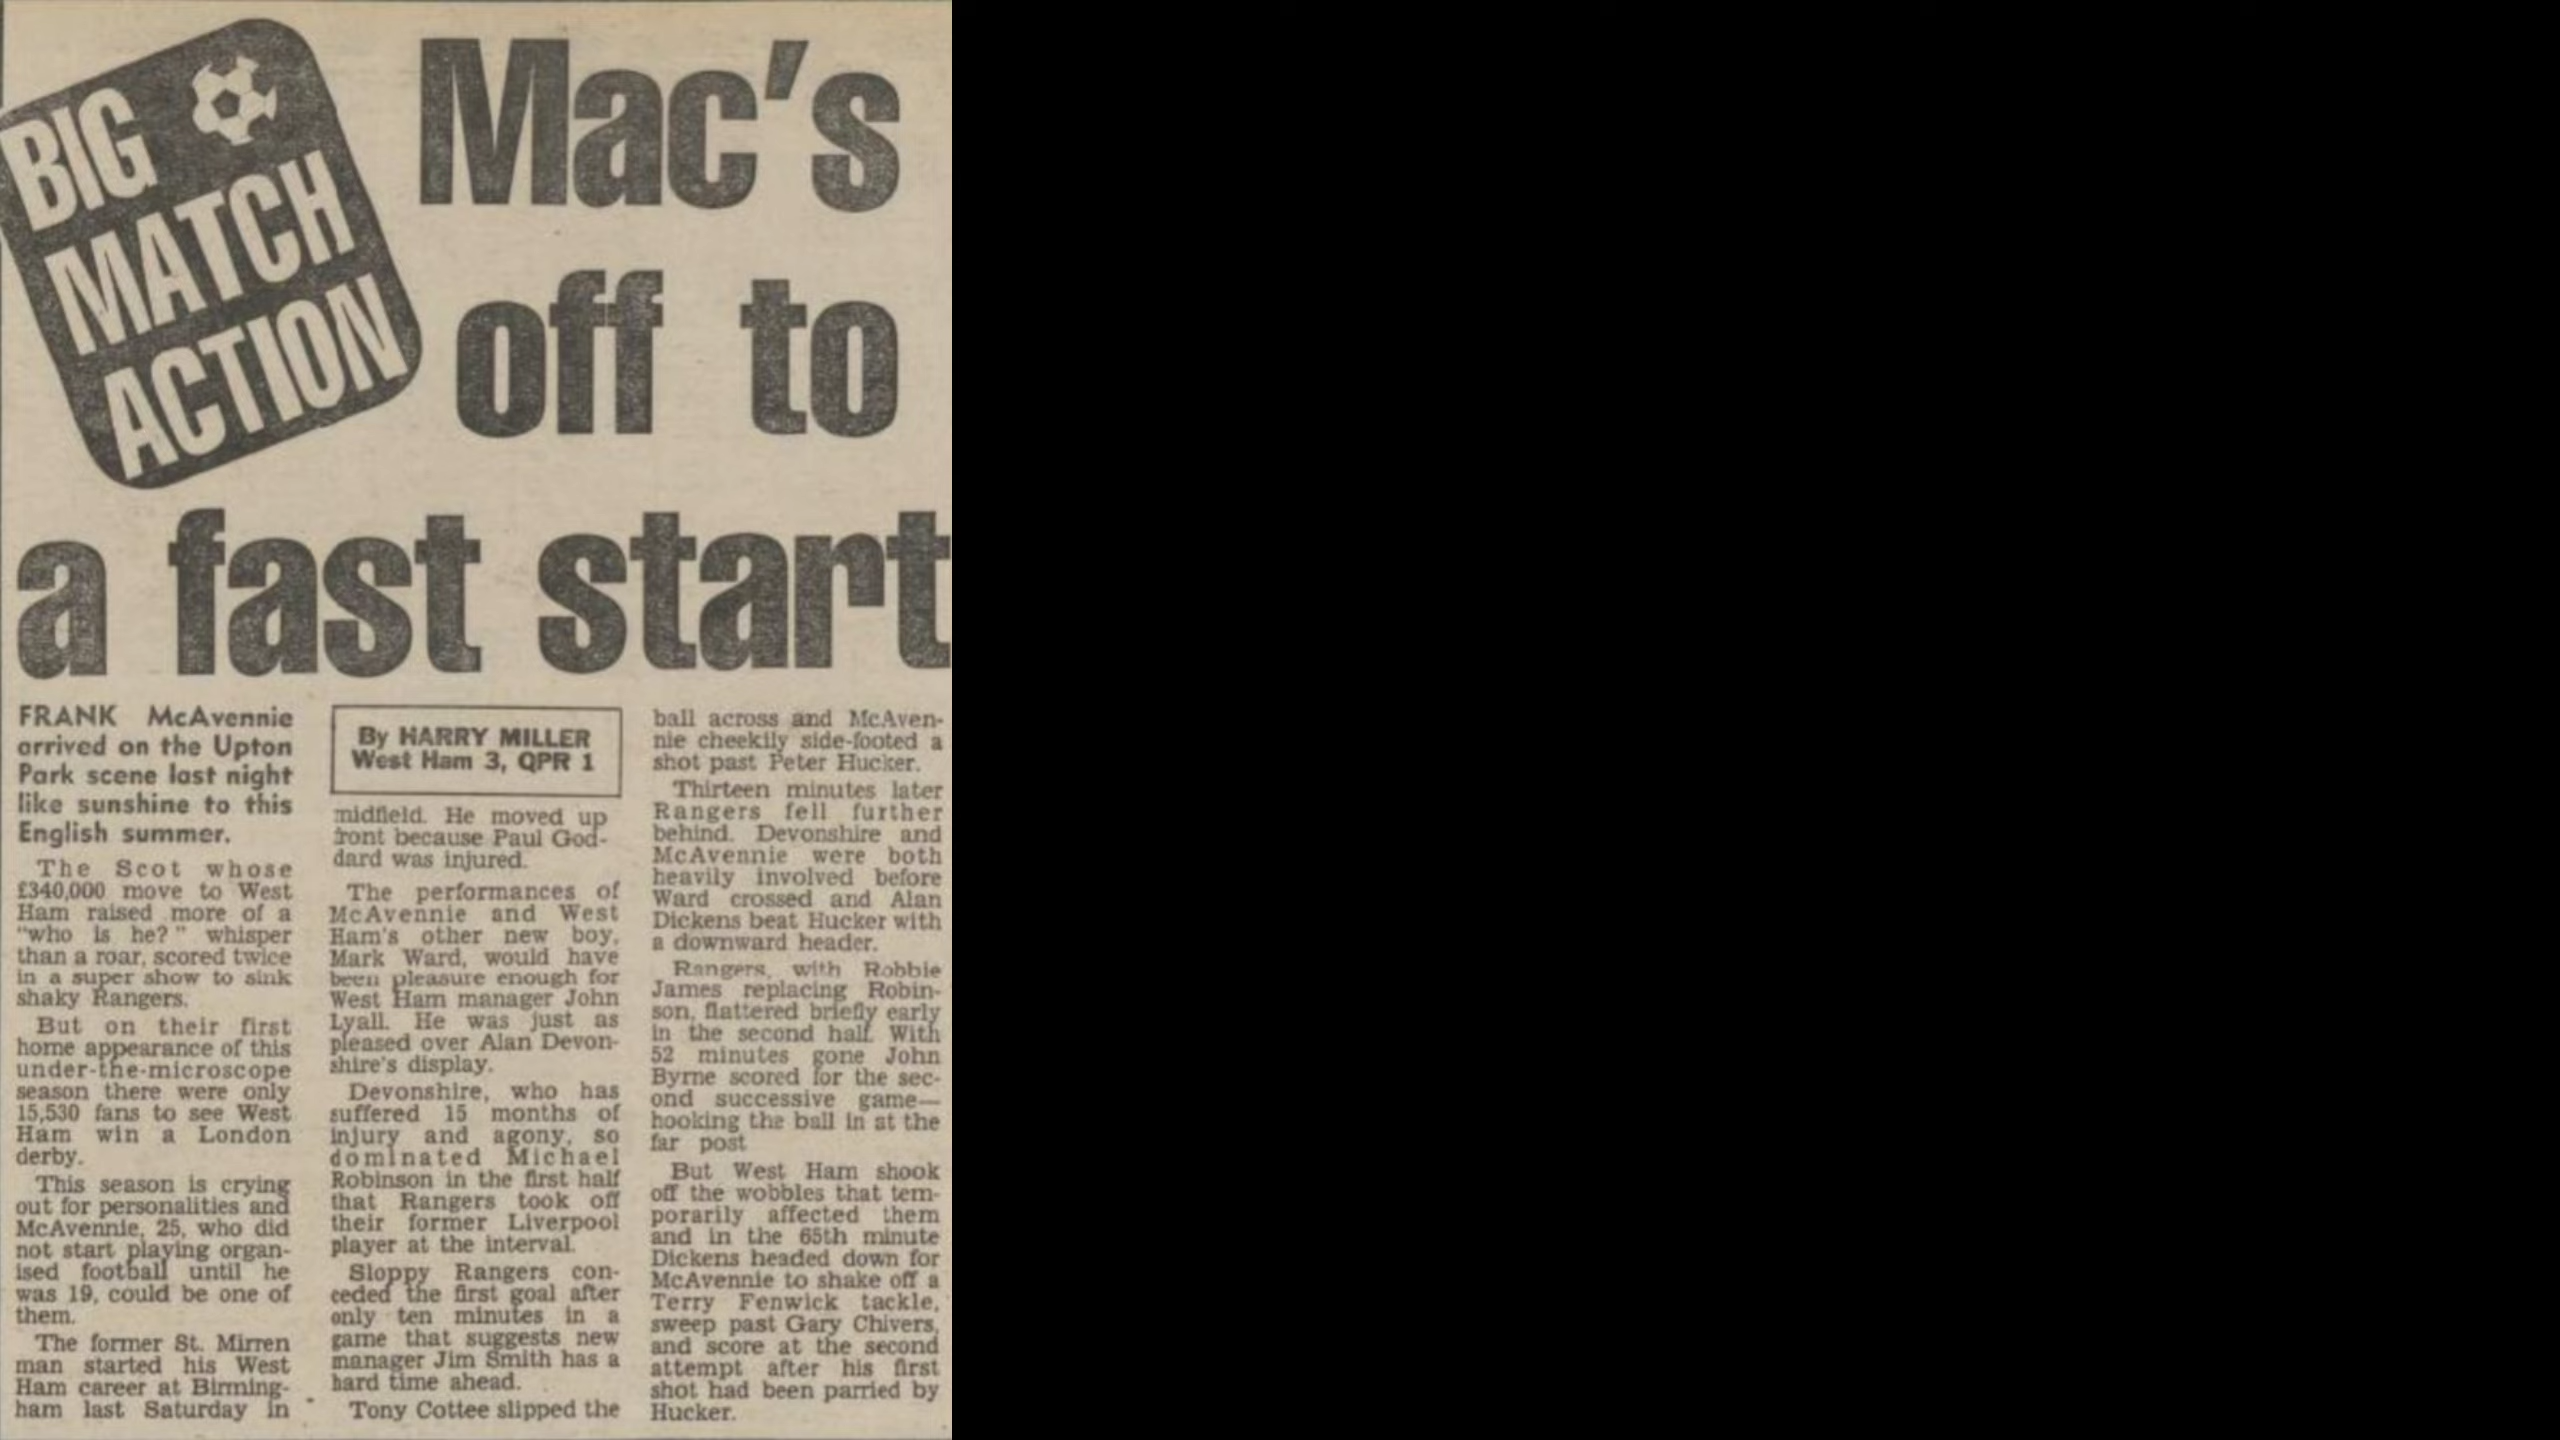 BIG
MATCH
ACTION
Mac's
off to
a fast start
FRANK McAvennie
arrived on the Upton
Park scene last night
like sunshine to this
English summer.
The Scot whose
£340,000 move to West
Ham raised more of a
"who is he?" whisper
than a roar, scored twice
in a super show to sink
shaky Rangers.
But on their first
home appearance of this
under-the-microscope
season there were only
15,530 fans to see West
Ham win a London
derby.
This season is crying
out for personalities and
McAvennie, 25, who did
not start playing organ-
ised football until he
was 19, could be one of
them.
The former St. Mirren
man started his West
Ham career at Birming-
ham last Saturday in
By HARRY MILLER
West Ham 3, QPR 1
midfield. He moved up
front because Paul God-
dard was injured.
The performances of
McAvennie and West
Ham's other new boy,
Mark Ward, would have
been pleasure enough for
West Ham manager John
Lyall. He was just as
pleased over Alan Devon-
shire's display.
Devonshire, who has
suffered 15 months of
injury and agony, so
dominated Michael
Robinson in the first half
that Rangers took off
their former Liverpool
player at the interval.
Sloppy Rangers con-
ceded the first goal after
only ten minutes in a
game that suggests new
manager Jim Smith has a
hard time ahead.
Tony Cottee slipped the
ball across and McAven-
nie cheekily side-footed a
shot past Peter Hucker.
Thirteen minutes later
Rangers fell further
behind. Devonshire and
McAvennie were both
heavily involved before
Ward crossed and Alan
Dickens beat Hucker with
a downward header.
Rangers, with Robbie
James replacing Robin-
son, flattered briefly early
in the second half. With
52 minutes gone John
Byrne scored for the sec-
ond successive game—
hooking the ball in at the
far post
But West Ham shook
off the wobbles that tem-
porarily affected them
and in the 65th minute
Dickens headed down for
McAvennie to shake off a
Terry Fenwick tackle,
sweep past Gary Chivers,
and score at the second
attempt after his first
shot had been parried by
Hucker.